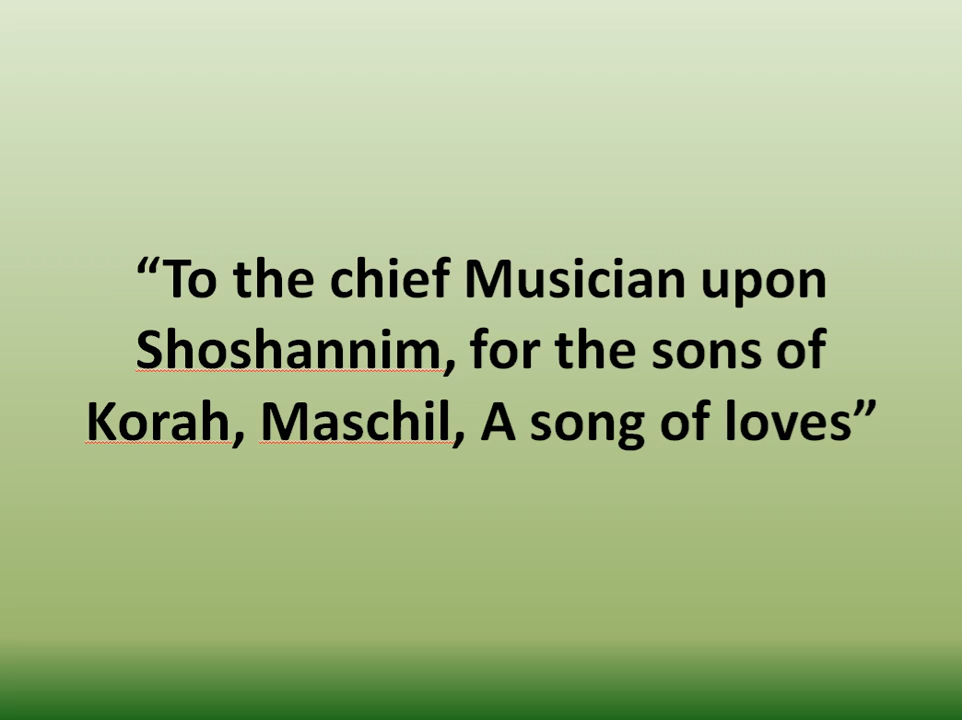 “To the chief Musician upon
Shoshannim, for the sons of
Korah, Maschil, A song of loves”